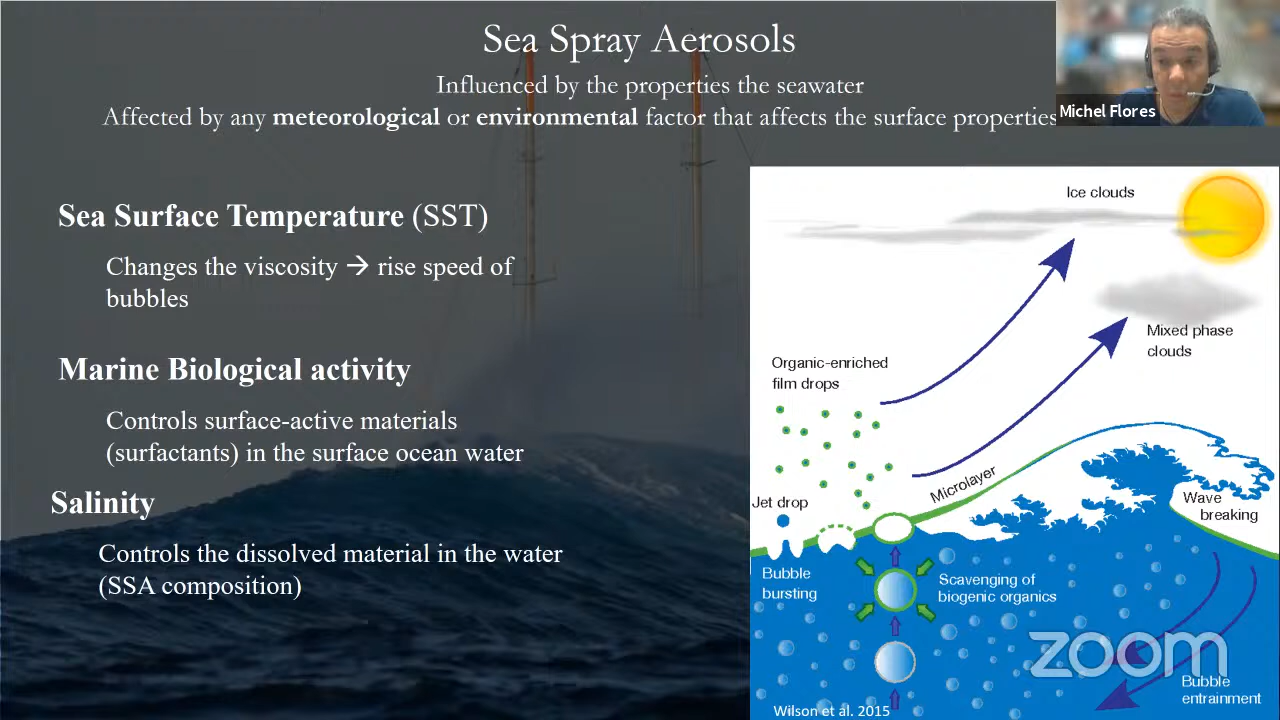 Sea Spray Aerosols
Influenced by the properties the seawater
Affected by any meteorological or environmental factor that affects the surface properties
Michel Flores
Sea Surface Temperature (SST)
Changes the viscosity → rise speed of
bubbles
Marine Biological activity
Controls surface-active materials
(surfactants) in the surface ocean water
Salinity
Controls the dissolved material in the water
(SSA composition)
Ice clouds
Mixed phase
clouds
Organic-enriched
film drops
Microlayer
Jet drop
Wave
breaking
Bubble
bursting
Scavenging of
biogenic organics
zoom
Bubble
entrainment
Wilson et al. 2015